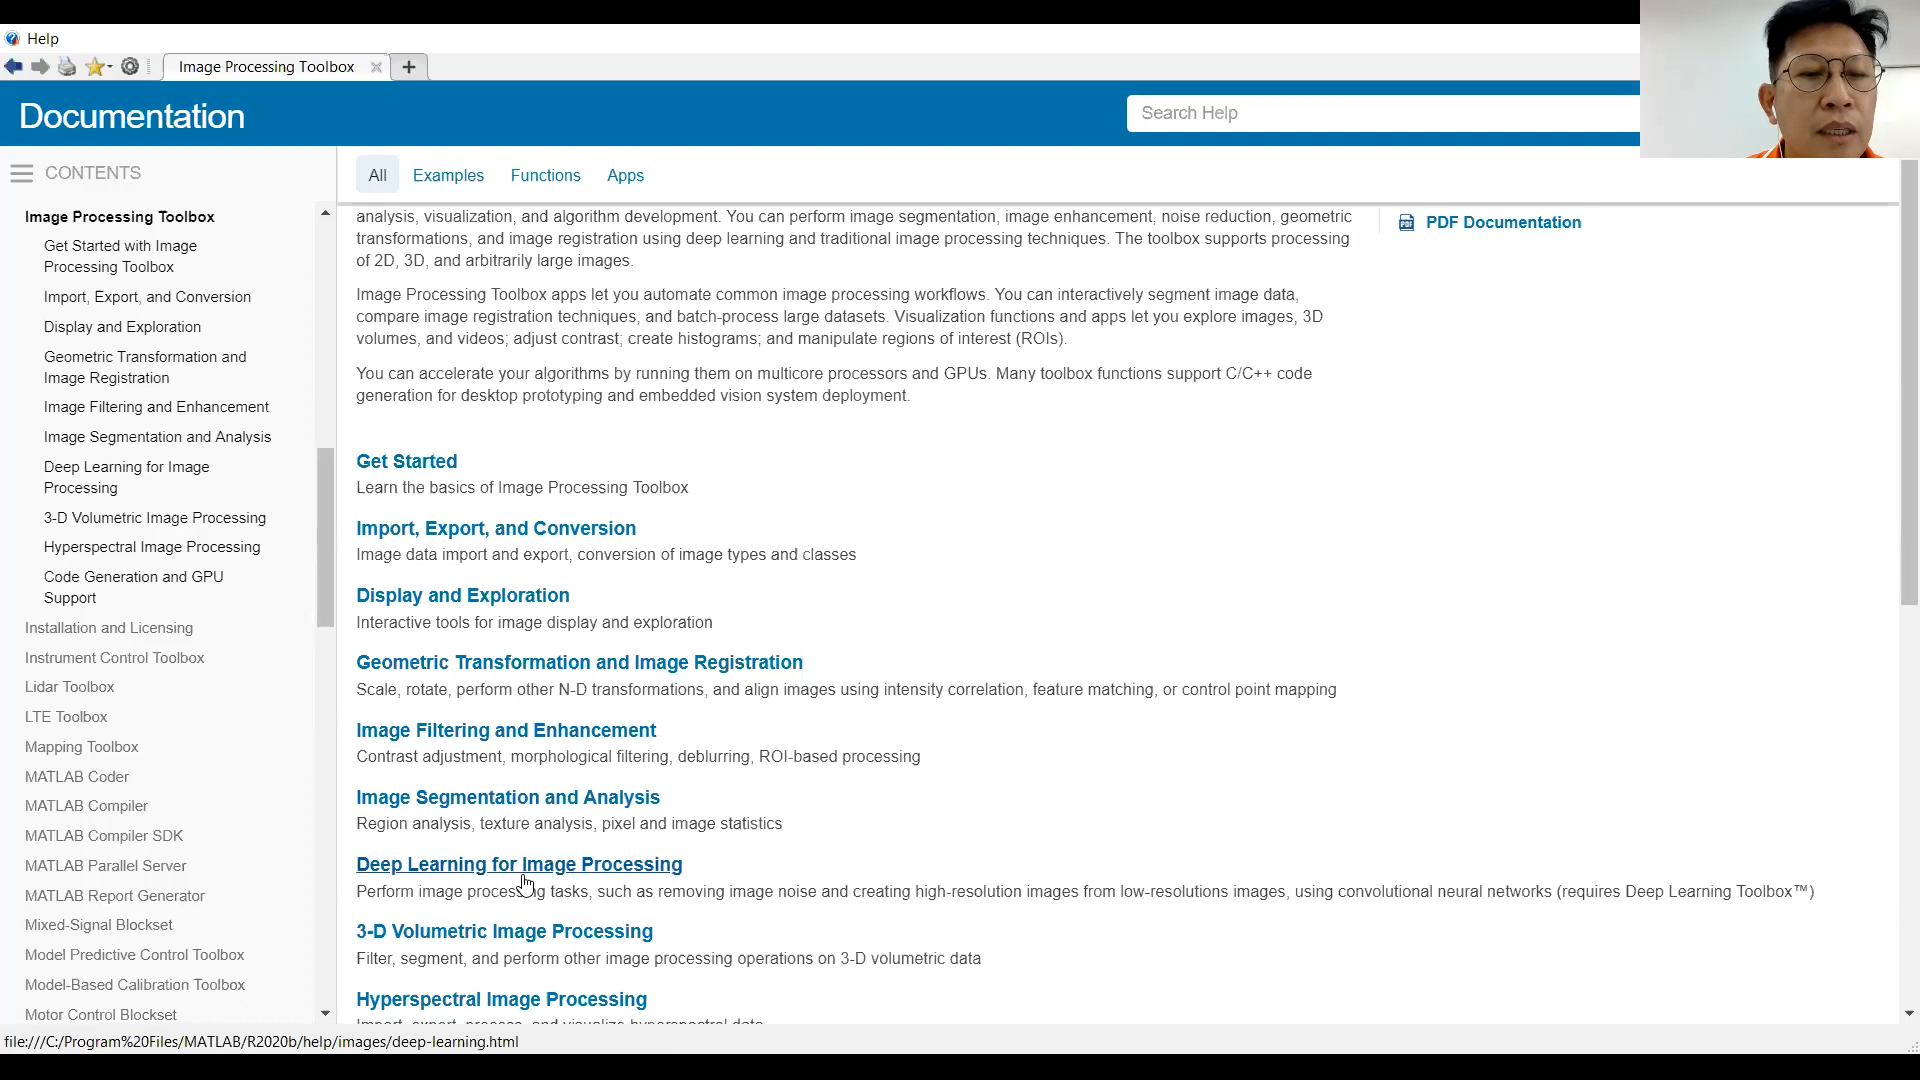 Help
Image Processing Toolbox
Documentation
Search Help
CONTENTS
All
Examples
Functions
Apps
Image Processing Toolbox
Get Started with Image
Processing Toolbox
Import, Export, and Conversion
Display and Exploration
Geometric Transformation and
Image Registration
Image Filtering and Enhancement
Image Segmentation and Analysis
Deep Learning for Image
Processing
3-D Volumetric Image Processing
Hyperspectral Image Processing
Code Generation and GPU
Support
Installation and Licensing
Instrument Control Toolbox
Lidar Toolbox
LTE Toolbox
Mapping Toolbox
MATLAB Coder
MATLAB Compiler
MATLAB Compiler SDK
MATLAB Parallel Server
MATLAB Report Generator
Mixed-Signal Blockset
Model Predictive Control Toolbox
Model-Based Calibration Toolbox
Motor Control Blockset
analysis, visualization, and algorithm development. You can perform image segmentation, image enhancement, noise reduction, geometric
transformations, and image registration using deep learning and traditional image processing techniques. The toolbox supports processing
of 2D, 3D, and arbitrarily large images.
Image Processing Toolbox apps let you automate common image processing workflows. You can interactively segment image data,
compare image registration techniques, and batch-process large datasets. Visualization functions and apps let you explore images, 3D
volumes, and videos; adjust contrast; create histograms; and manipulate regions of interest (ROIs).
You can accelerate your algorithms by running them on multicore processors and GPUs. Many toolbox functions support C/C++ code
generation for desktop prototyping and embedded vision system deployment.
PDF Documentation
Get Started
Learn the basics of Image Processing Toolbox
Import, Export, and Conversion
Image data import and export, conversion of image types and classes
Display and Exploration
Interactive tools for image display and exploration
Geometric Transformation and Image Registration
Scale, rotate, perform other N-D transformations, and align images using intensity correlation, feature matching, or control point mapping
Image Filtering and Enhancement
Contrast adjustment, morphological filtering, deblurring, ROI-based processing
Image Segmentation and Analysis
Region analysis, texture analysis, pixel and image statistics
Deep Learning for Image Processing
Perform image processing tasks, such as removing image noise and creating high-resolution images from low-resolutions images, using convolutional neural networks (requires Deep Learning Toolbox™)
3-D Volumetric Image Processing
Filter, segment, and perform other image processing operations on 3-D volumetric data
Hyperspectral Image Processing
Import, export, process, and visualize hyperspectral data
file:///C:/Program%20Files/MATLAB/R2020b/help/images/deep-learning.html